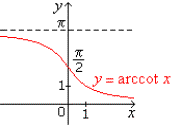 y
π
π/2
y = arccot x
1
0
1
x